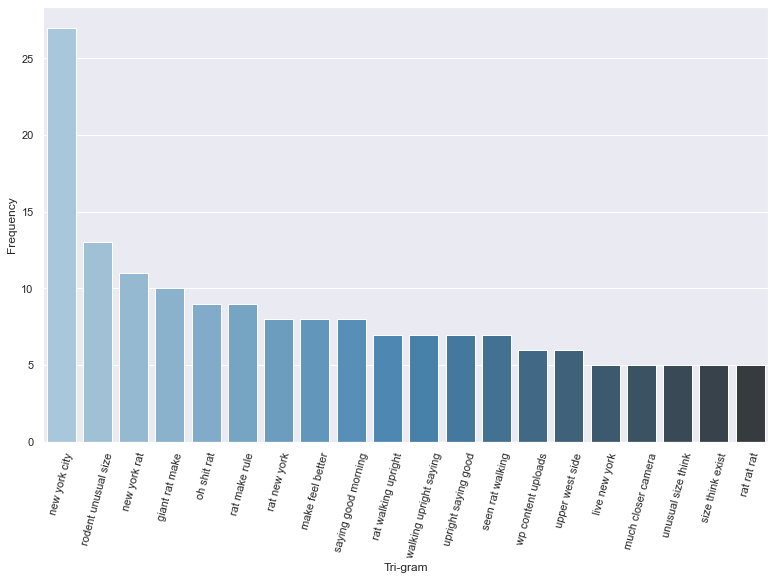 Frequency
25
20
15
10
5
0
new york city
rodent unusual size
new york rat
giant rat make
oh shit rat
rat make rule
rat new york
make feel better
saying good morning
rat walking upright
walking upright saying
upright saying good
seen rat walking
wp content uploads
upper west side
live new york
much closer camera
unusual size think
size think exist
rat rat rat
Tri-gram